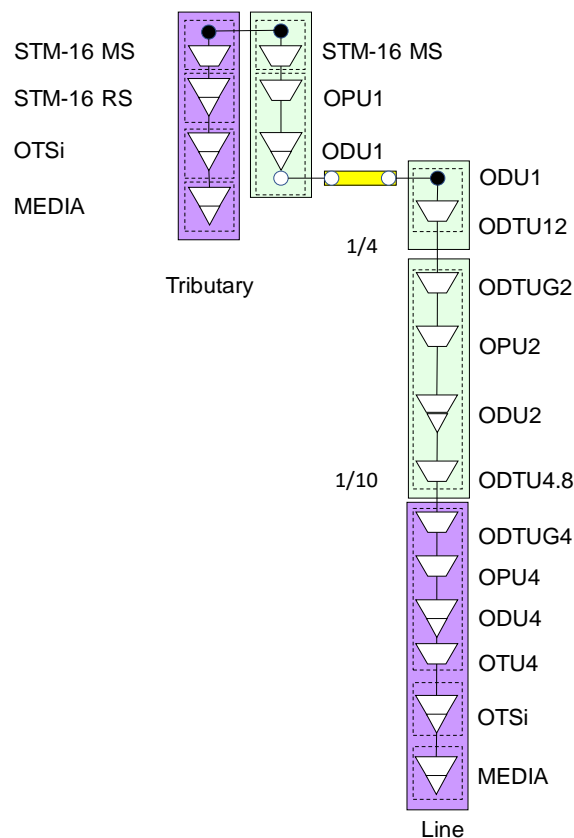 STM-16 MS
STM-16 RS
OTSi
MEDIA
Tributary
STM-16 MS
OPU1
ODU1
1/4
ODU1
ODTU12
ODTUG2
OPU2
ODU2
1/10
ODTU4.8
ODTUG4
OPU4
ODU4
OTU4
OTSi
MEDIA
Line